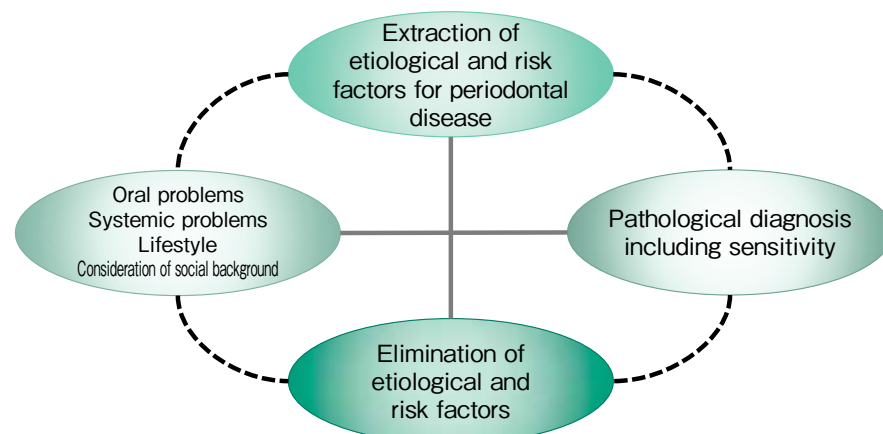 Extraction of
etiological and risk
factors for periodontal
disease
Oral problems
Systemic problems
Lifestyle
Consideration of social background
Pathological diagnosis
including sensitivity
Elimination of
etiological and
risk factors